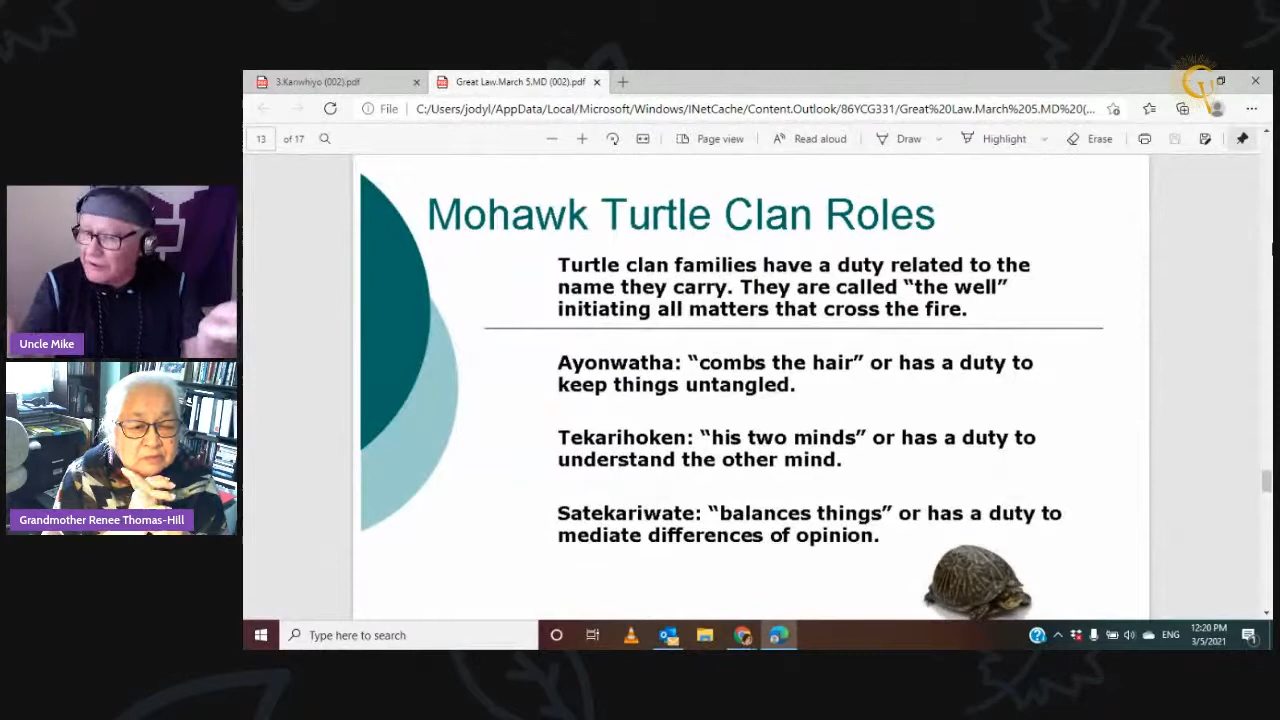 3.Kariwhiyo (002).pdf
Great Law.March 5.MD (002).pdf
File
C:/Users/jodyl/AppData/Local/Microsoft/Windows/INetCache/Content.Outlook/86YCG331/Great%20Law.March%205.MD%20(...
13 of 17
Page view
Read aloud
Draw
Highlight
Erase
Mohawk Turtle Clan Roles
Turtle clan families have a duty related to the
name they carry. They are called “the well”
initiating all matters that cross the fire.
Ayonwatha: “combs the hair” or has a duty to
keep things untangled.
Tekarihoken: “his two minds” or has a duty to
understand the other mind.
Satekariwate: “balances things” or has a duty to
mediate differences of opinion.
Uncle Mike
Grandmother Renee Thomas-Hill
Type here to search
ENG
12:20 PM
3/5/2021